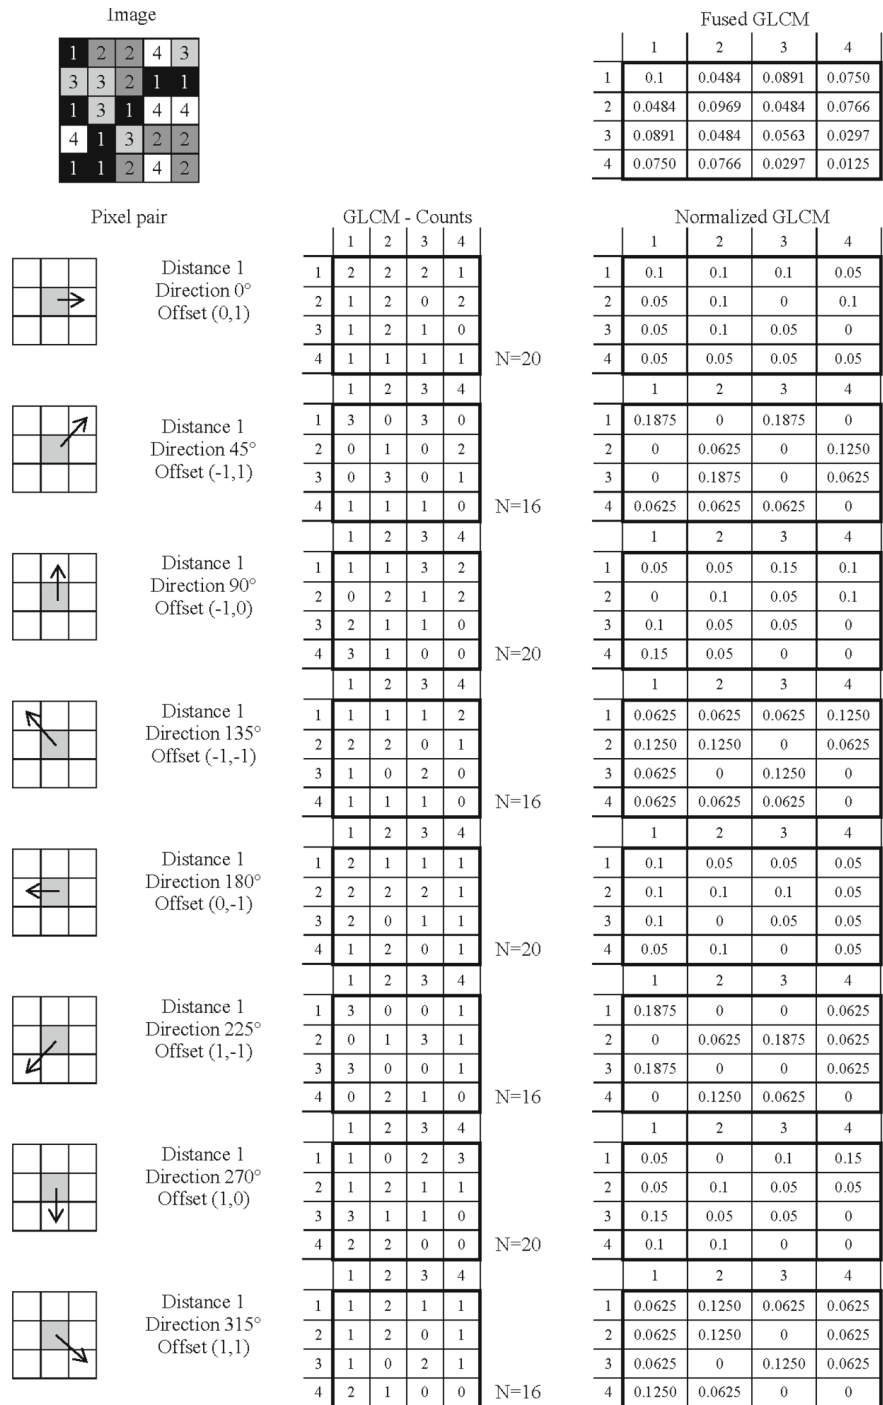 Image
1 2 2 4 3
3 3 2 1 1
1 3 1 4 4
4 1 3 2 2
1 1 2 4 2
Fused GLCM
1 2 3 4
1 0.1 0.0484 0.0891 0.0750
2 0.0484 0.0969 0.0484 0.0766
3 0.0891 0.0484 0.0563 0.0297
4 0.0750 0.0766 0.0297 0.0125
Pixel pair
GLCM - Counts
Normalized GLCM
Distance 1
Direction 0°
Offset (0,1)
1 2 3 4
1 2 2 2 1
2 1 2 0 2
3 1 2 1 0
4 1 1 1 1
N=20
1 2 3 4
1 0.1 0.1 0.1 0.05
2 0.05 0.1 0 0.1
3 0.05 0.1 0.05 0
4 0.05 0.05 0.05 0.05
Distance 1
Direction 45°
Offset (-1,1)
1 2 3 4
1 3 0 3 0
2 0 1 0 2
3 0 3 0 1
4 1 1 1 0
N=16
1 2 3 4
1 0.1875 0 0.1875 0
2 0 0.0625 0 0.1250
3 0 0.1875 0 0.0625
4 0.0625 0.0625 0.0625 0
Distance 1
Direction 90°
Offset (-1,0)
1 2 3 4
1 1 1 3 2
2 0 2 1 2
3 2 1 1 0
4 3 1 0 0
N=20
1 2 3 4
1 0.05 0.05 0.15 0.1
2 0 0.1 0.05 0.1
3 0.1 0.05 0.05 0
4 0.15 0.05 0 0
Distance 1
Direction 135°
Offset (-1,-1)
1 2 3 4
1 1 1 1 2
2 2 2 0 1
3 1 0 2 0
4 1 1 1 0
N=16
1 2 3 4
1 0.0625 0.0625 0.0625 0.1250
2 0.1250 0.1250 0 0.0625
3 0.0625 0 0.1250 0
4 0.0625 0.0625 0.0625 0
Distance 1
Direction 180°
Offset (0,-1)
1 2 3 4
1 2 1 1 1
2 2 2 2 1
3 2 0 1 1
4 1 2 0 1
N=20
1 2 3 4
1 0.1 0.05 0.05 0.05
2 0.1 0.1 0.1 0.05
3 0.1 0 0.05 0.05
4 0.05 0.1 0 0.05
Distance 1
Direction 225°
Offset (1,-1)
1 2 3 4
1 3 0 0 1
2 0 1 3 1
3 3 0 0 1
4 0 2 1 0
N=16
1 2 3 4
1 0.1875 0 0 0.0625
2 0 0.0625 0.1875 0.0625
3 0.1875 0 0 0.0625
4 0 0.1250 0.0625 0
Distance 1
Direction 270°
Offset (1,0)
1 2 3 4
1 1 0 2 3
2 1 2 1 1
3 3 1 1 0
4 2 2 0 0
N=20
1 2 3 4
1 0.05 0 0.1 0.15
2 0.05 0.1 0.05 0.05
3 0.15 0.05 0.05 0
4 0.1 0.1 0 0
Distance 1
Direction 315°
Offset (1,1)
1 2 3 4
1 1 2 1 1
2 1 2 0 1
3 1 0 2 1
4 2 1 0 0
N=16
1 2 3 4
1 0.0625 0.1250 0.0625 0.0625
2 0.0625 0.1250 0 0.0625
3 0.0625 0 0.1250 0.0625
4 0.1250 0.0625 0 0